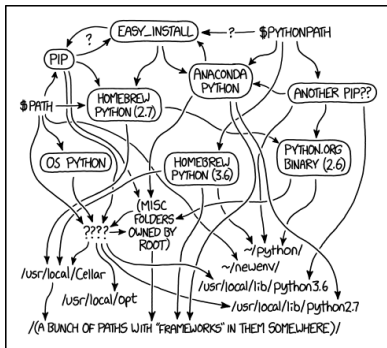 EASY_INSTALL
?
$PYTHONPATH
?
PIP
ANACONDA
PYTHON
ANOTHER PIP??
HOMEBREW
PYTHON (2.7)
$PATH
OS PYTHON
HOMEBREW
PYTHON (3.6)
PYTHON.ORG
BINARY (2.6)
(MISC
FOLDERS
OWNED BY
ROOT)
????
~/python/
~/newenv/
/usr/local/Cellar
/usr/local/opt
/usr/local/lib/python3.6
/usr/local/lib/python2.7
/(A BUNCH OF PATHS WITH "FRAMEWORKS" IN THEM SOMEWHERE)/